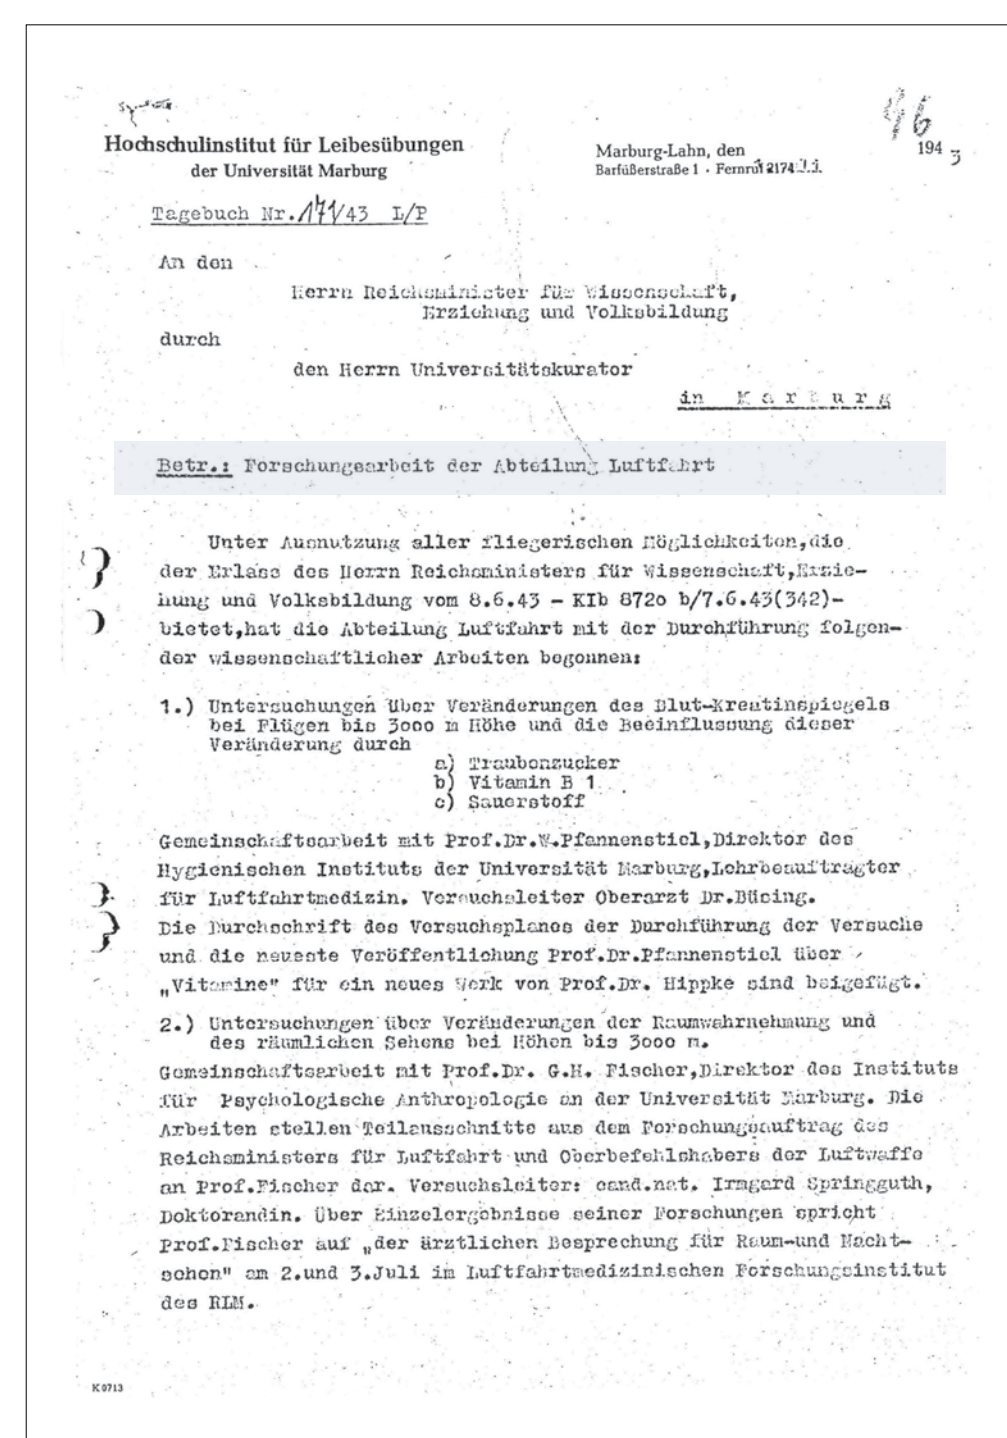 46
Hochschulinstitut für Leibesübungen
der Universität Marburg
Marburg-Lahn, den
1943
Barfüßerstraße 1 · Fernruf 2174
Tagebuch Nr. 171/43 L/P
An den
Herrn Reichsminister für Wissenschaft,
Erziehung und Volksbildung
durch
den Herrn Universitätskurator
in Marburg
Betr.: Forschungsarbeit der Abteilung Luftfahrt
Unter Ausnutzung aller fliegerischen Möglichkeiten,die
der Erlass des Herrn Reichsministers für Wissenschaft,Erzie-
hung und Volksbildung vom 8.6.43 - KIb 872o b/7.6.43(342)-
bietet,hat die Abteilung Luftfahrt mit der Durchführung folgen-
der wissenschaftlicher Arbeiten begonnen:
1.) Untersuchungen über Veränderungen des Blut-Kreatinspiegels
bei Flügen bis 3ooo m Höhe und die Beeinflussung dieser
Veränderung durch
a) Traubenzucker
b) Vitamin B 1
c) Sauerstoff
Gemeinschaftsarbeit mit Prof.Dr.W.Pfannenstiel,Direktor des
Hygienischen Instituts der Universität Marburg,Lehrbeauftragter
für Luftfahrtmedizin. Versuchsleiter Oberarzt Dr.Büsing.
Die Durchschrift des Versuchsplanes der Durchführung der Versuche
und die neueste Veröffentlichung Prof.Dr.Pfannenstiel über
„Vitamine" für ein neues Werk von Prof.Dr. Hippke sind beigefügt.
2.) Untersuchungen über Veränderungen der Raumwahrnehmung und
des räumlichen Sehens bei Höhen bis 3ooo m.
Gemeinschaftsarbeit mit Prof.Dr. G.H. Fischer,Direktor des Instituts
für Psychologische Anthropologie an der Universität Marburg. Die
Arbeiten stellen Teilausschnitte aus dem Forschungsauftrag des
Reichsministers für Luftfahrt und Oberbefehlshabers der Luftwaffe
an Prof.Fischer dar. Versuchsleiter: cand.nat. Irmgard Springguth,
Doktorandin. Über Einzelergebnisse seiner Forschungen spricht
Prof.Fischer auf „der ärztlichen Besprechung für Raum-und Nacht-
sehen" am 2.und 3.Juli im Luftfahrtmedizinischen Forschungsinstitut
des RLM.
K 0713